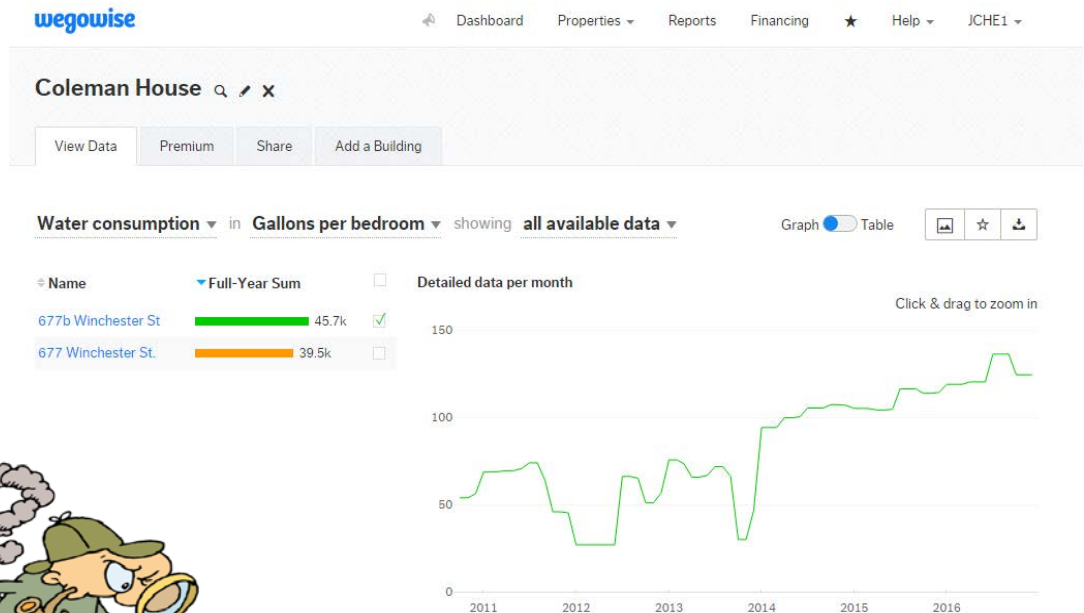 wegowise Dashboard Properties Reports Financing Help JCHE1
Coleman House
View Data Premium Share Add a Building
Water consumption in Gallons per bedroom showing all available data Graph Table
Name Full-Year Sum Detailed data per month
Click & drag to zoom in
677b Winchester St 45.7k
677 Winchester St. 39.5k
150
100
50
0
2011 2012 2013 2014 2015 2016